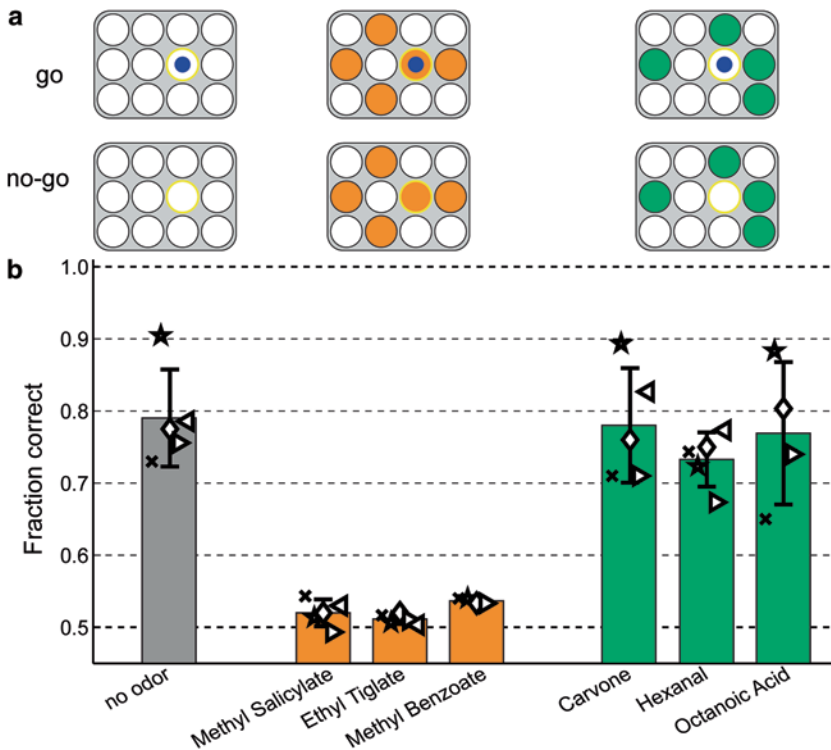 a
go
no-go
b
1.0
0.9
0.8
0.7
0.6
0.5
Fraction correct
no odor
Methyl Salicylate
Ethyl Tiglate
Methyl Benzoate
Carvone
Hexanal
Octanoic Acid